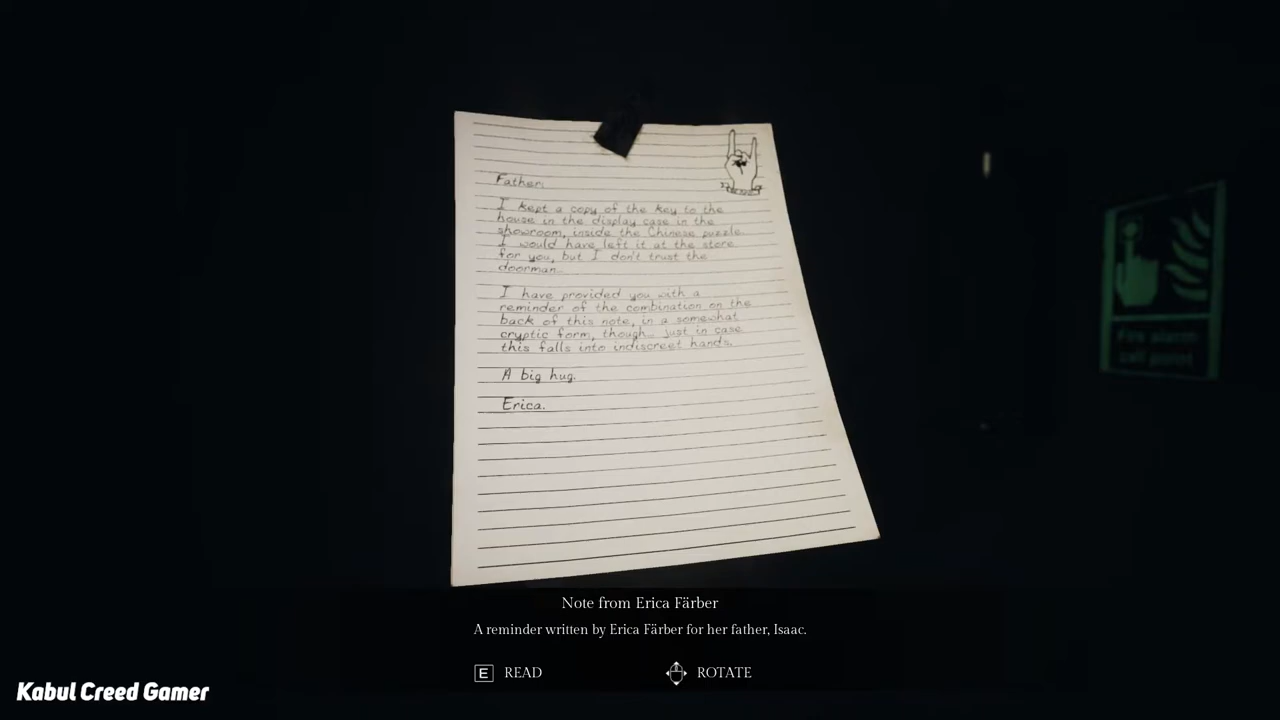 Father:
I kept a copy of the key to the
house in the display case in the
showroom, inside the Chinese puzzle.
I would have left it at the store
for you, but I don't trust the
doorman...
I have provided you with a
reminder of the combination on the
back of this note, in a somewhat
cryptic form, though... just in case
this falls into indiscreet hands.
A big hug.
Erica.
Fire alarm
call point
Note from Erica Färber
A reminder written by Erica Färber for her father, Isaac.
E READ
ROTATE
Kabul Creed Gamer